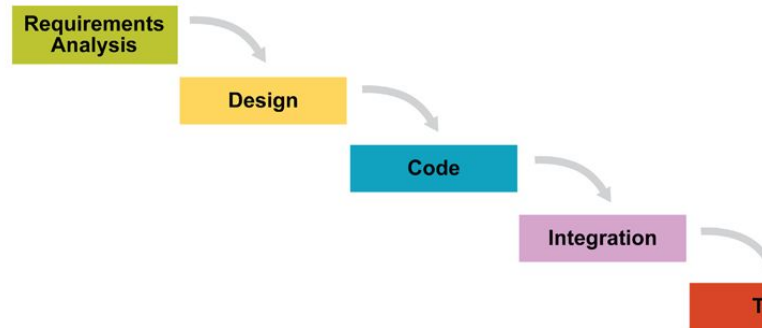 Requirements
Analysis
Design
Code
Integration